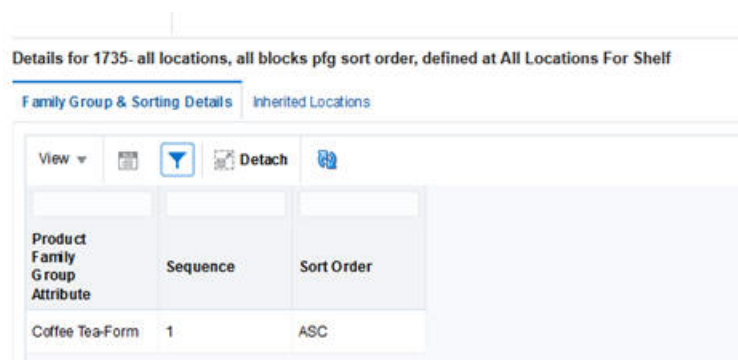 Details for 1735- all locations, all blocks pfg sort order, defined at All Locations For Shelf
Family Group & Sorting Details Inherited Locations
View Detach
Product
Family
Group Sequence Sort Order
Attribute
Coffee Tea-Form 1 ASC